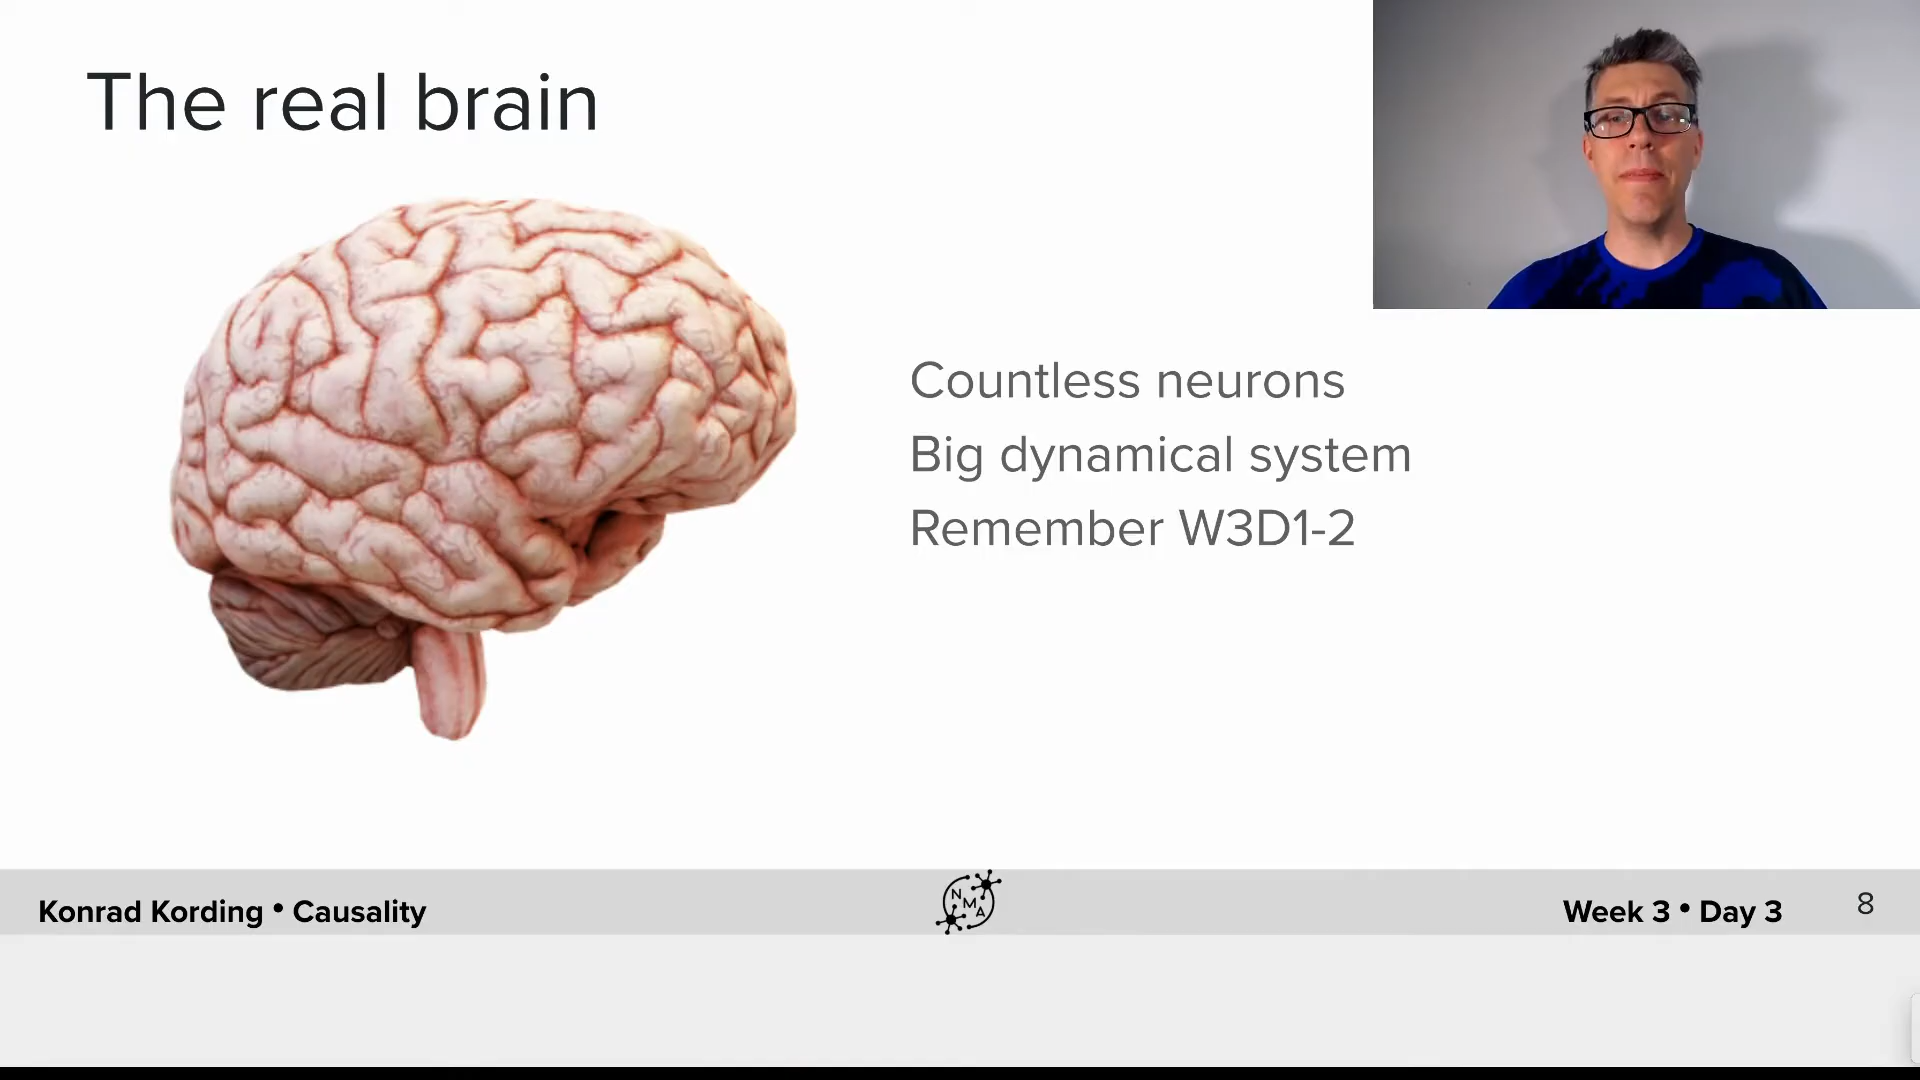 The real brain
Countless neurons
Big dynamical system
Remember W3D1-2
Konrad Kording • Causality
N
M
A
Week 3 • Day 3
8